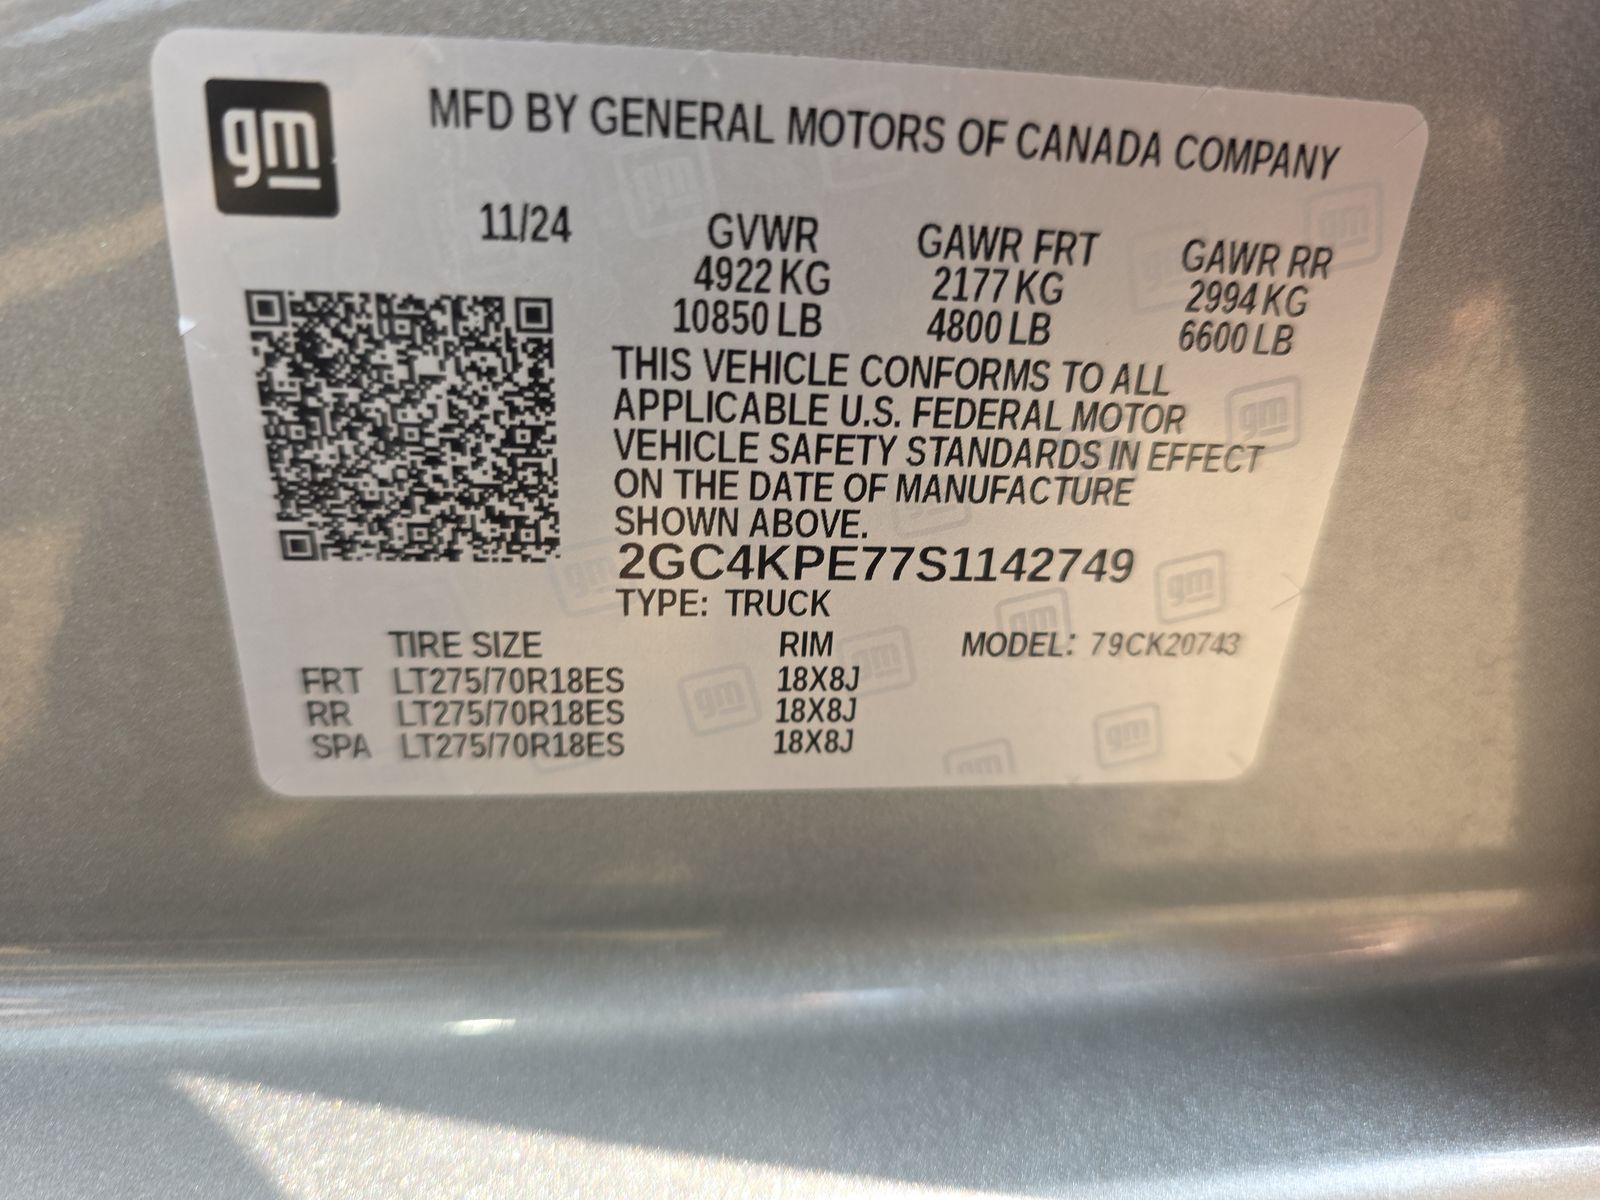 gm
MFD BY GENERAL MOTORS OF CANADA COMPANY
11/24 GVWR GAWR FRT GAWR RR
4922 KG 2177 KG 2994 KG
10850 LB 4800 LB 6600 LB
THIS VEHICLE CONFORMS TO ALL
APPLICABLE U.S. FEDERAL MOTOR
VEHICLE SAFETY STANDARDS IN EFFECT
ON THE DATE OF MANUFACTURE
SHOWN ABOVE.
2GC4KPE77S1142749
TYPE: TRUCK
TIRE SIZE RIM MODEL: 79CK20743
FRT LT275/70R18ES 18X8J
RR LT275/70R18ES 18X8J
SPA LT275/70R18ES 18X8J